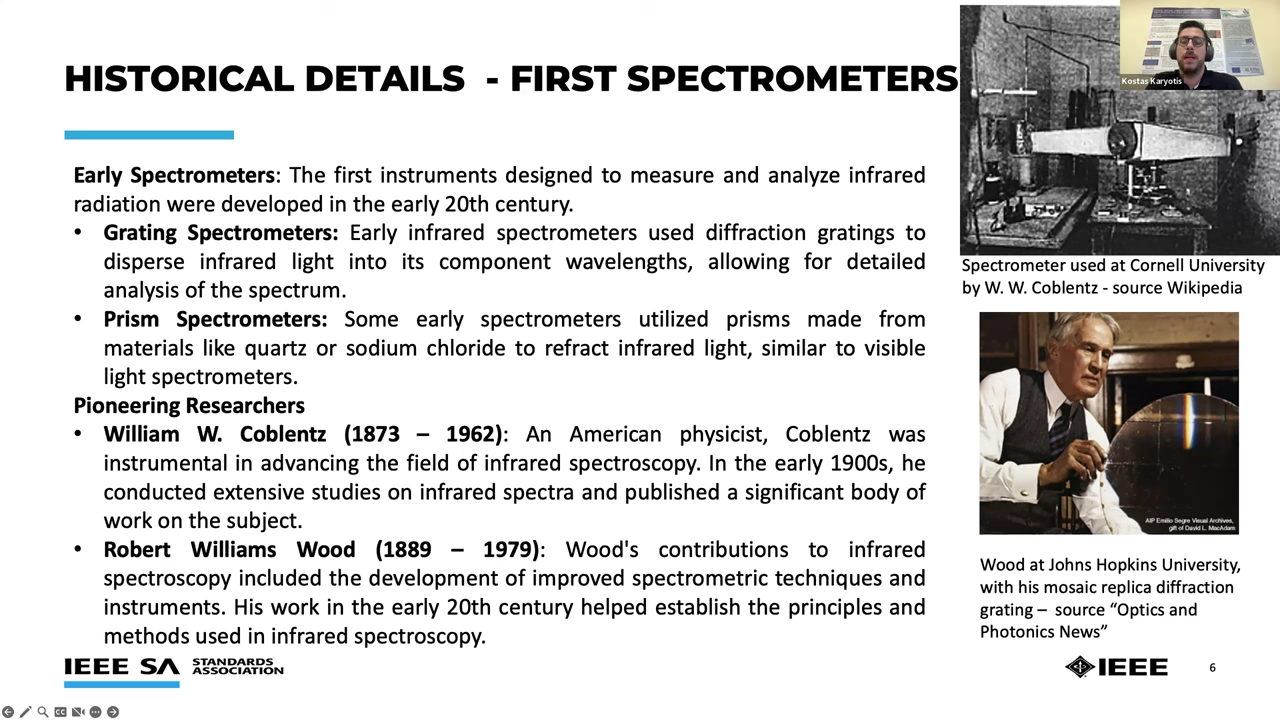 HISTORICAL DETAILS - FIRST SPECTROMETERS
Kostas Karyotis
Early Spectrometers: The first instruments designed to measure and analyze infrared
radiation were developed in the early 20th century.
• Grating Spectrometers: Early infrared spectrometers used diffraction gratings to
disperse infrared light into its component wavelengths, allowing for detailed
analysis of the spectrum.
• Prism Spectrometers: Some early spectrometers utilized prisms made from
materials like quartz or sodium chloride to refract infrared light, similar to visible
light spectrometers.
Pioneering Researchers
• William W. Coblentz (1873 – 1962): An American physicist, Coblentz was
instrumental in advancing the field of infrared spectroscopy. In the early 1900s, he
conducted extensive studies on infrared spectra and published a significant body of
work on the subject.
• Robert Williams Wood (1889 – 1979): Wood's contributions to infrared
spectroscopy included the development of improved spectrometric techniques and
instruments. His work in the early 20th century helped establish the principles and
methods used in infrared spectroscopy.
Spectrometer used at Cornell University
by W. W. Coblentz - source Wikipedia
AIP Emilio Segre Visual Archives,
gift of David L. MacAdam
Wood at Johns Hopkins University,
with his mosaic replica diffraction
grating – source “Optics and
Photonics News”
IEEE SA STANDARDS
ASSOCIATION
IEEE
6
CC